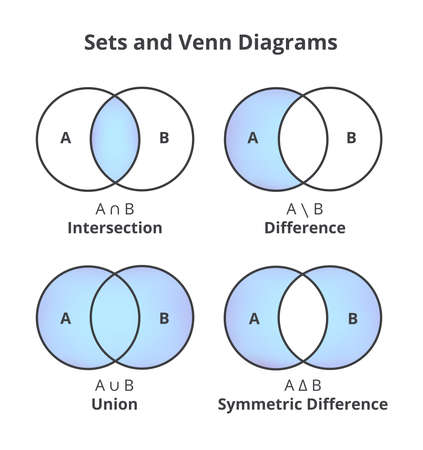 Sets and Venn Diagrams
A B
A ∩ B
Intersection
A B
A \ B
Difference
A B
A ∪ B
Union
A B
A Δ B
Symmetric Difference